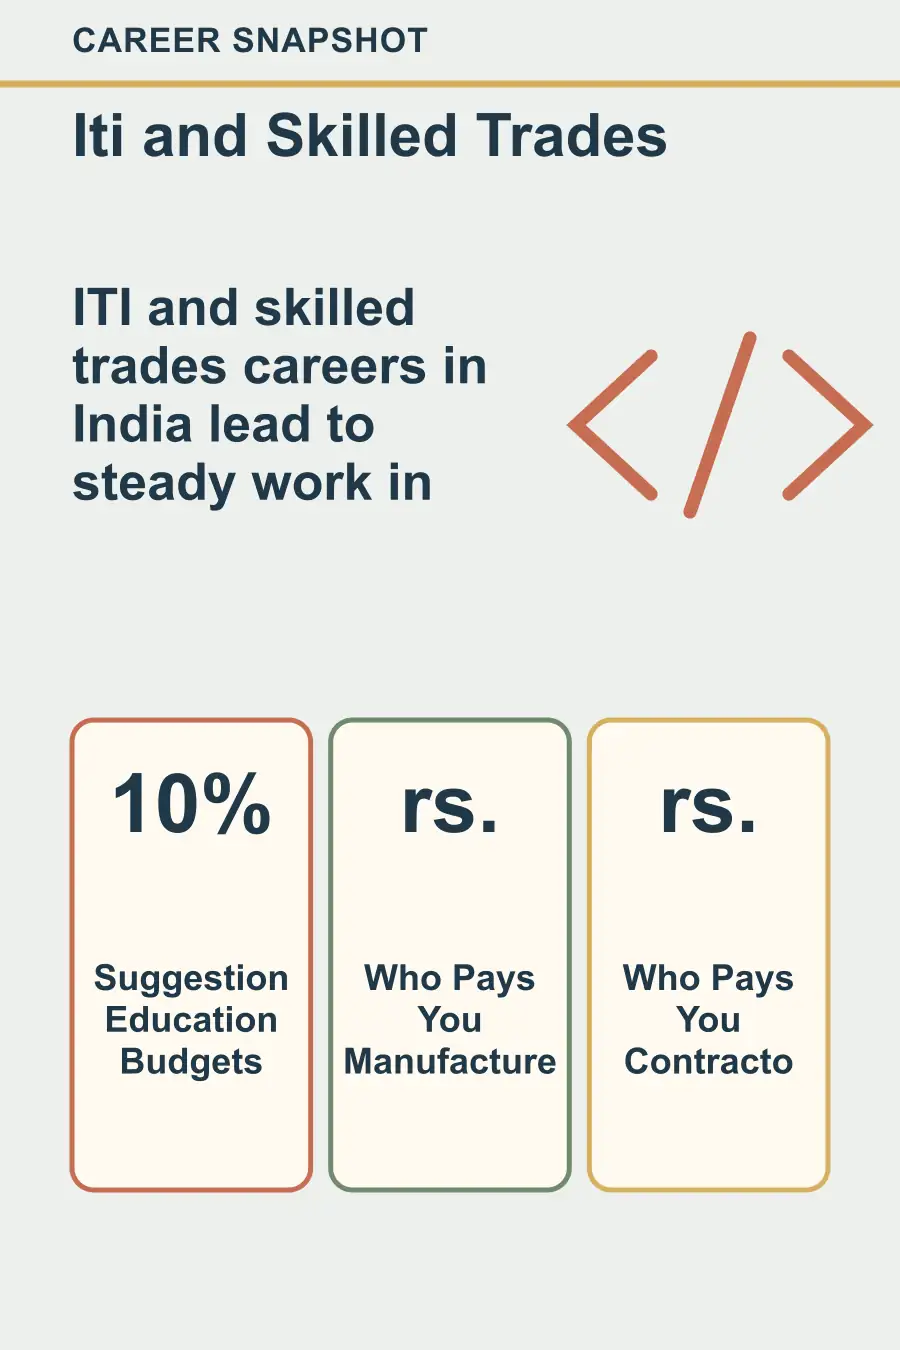 CAREER SNAPSHOT
Iti and Skilled Trades
ITI and skilled
trades careers in
India lead to
steady work in
10%
Suggestion
Education
Budgets
rs.
Who Pays
You
Manufacture
rs.
Who Pays
You
Contracto